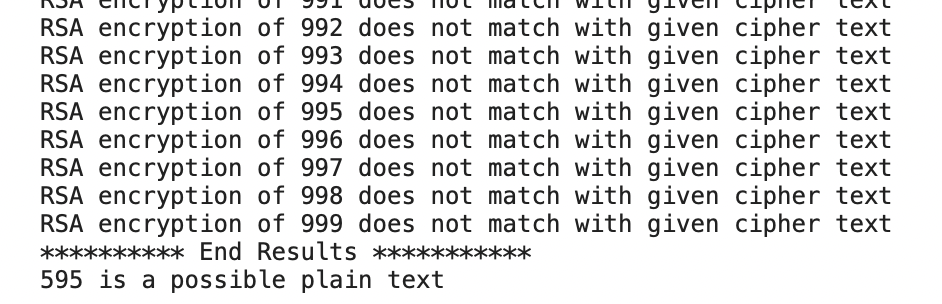 RSA encryption of 991 does not match with given cipher text
RSA encryption of 992 does not match with given cipher text
RSA encryption of 993 does not match with given cipher text
RSA encryption of 994 does not match with given cipher text
RSA encryption of 995 does not match with given cipher text
RSA encryption of 996 does not match with given cipher text
RSA encryption of 997 does not match with given cipher text
RSA encryption of 998 does not match with given cipher text
RSA encryption of 999 does not match with given cipher text
********** End Results ***********
595 is a possible plain text